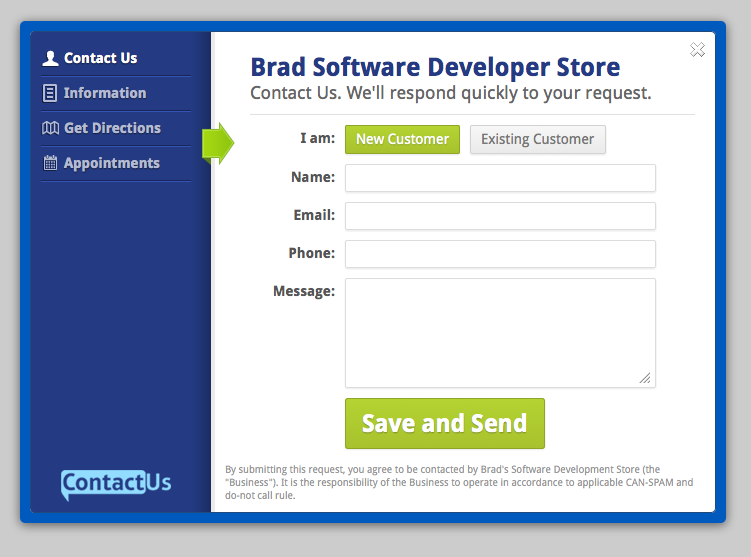 Contact Us
Information
Get Directions
Appointments
ContactUs
Brad Software Developer Store
Contact Us. We'll respond quickly to your request.
I am: New Customer Existing Customer
Name:
Email:
Phone:
Message:
Save and Send
By submitting this request, you agree to be contacted by Brad's Software Development Store (the
"Business"). It is the responsibility of the Business to operate in accordance to applicable CAN-SPAM and
do-not call rule.